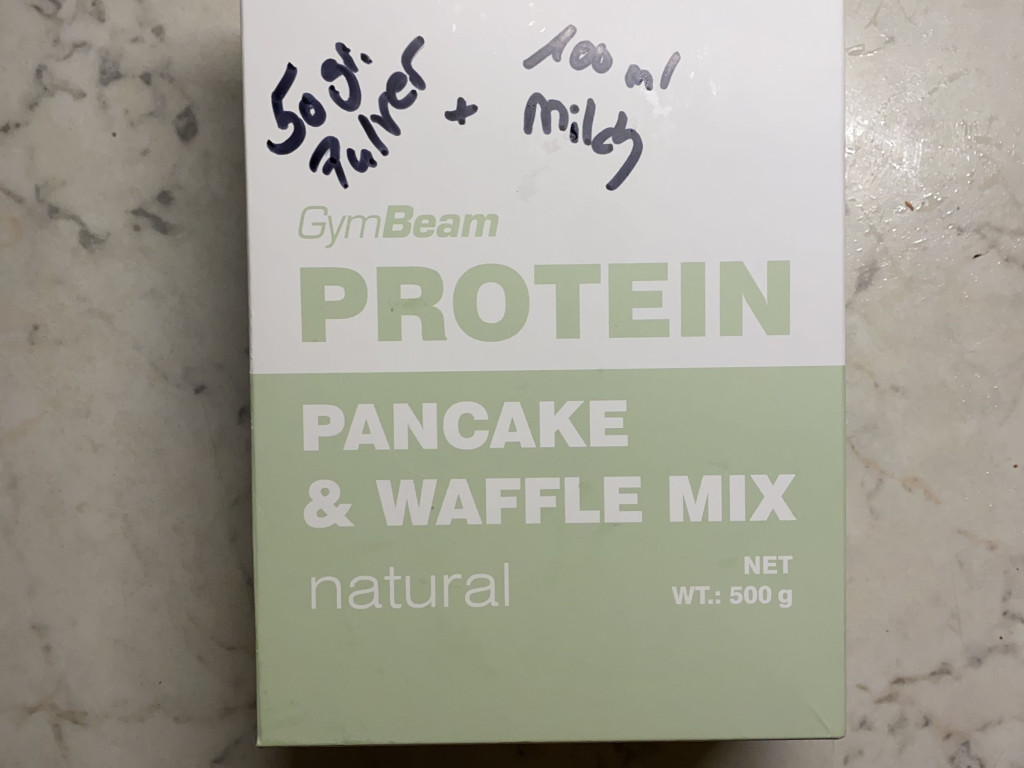 50 gr.
Pulver
+
100 ml
Milch
GymBeam
PROTEIN
PANCAKE
& WAFFLE MIX
natural
NET
WT.: 500 g